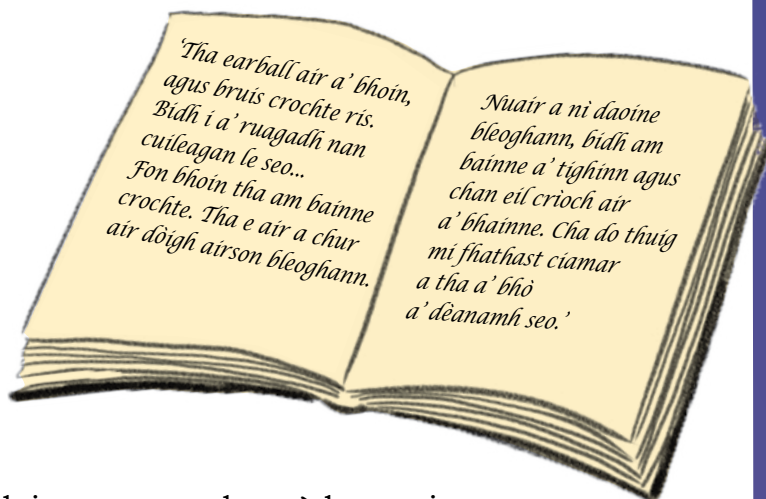 ‘Tha earball air a’ bhoin,
agus bruis crochte ris.
Bidh i a’ ruagadh nan
cuileagan le seo...
Fon bhoin tha am bainne
crochte. Tha e air a chur
air dòigh airson bleoghann.
Nuair a nì daoine
bleoghann, bidh am
bainne a’ tighinn agus
chan eil crìoch air
a’ bhainne. Cha do thuig
mi fhathast ciamar
a tha a’ bhò
a’ dèanamh seo.’